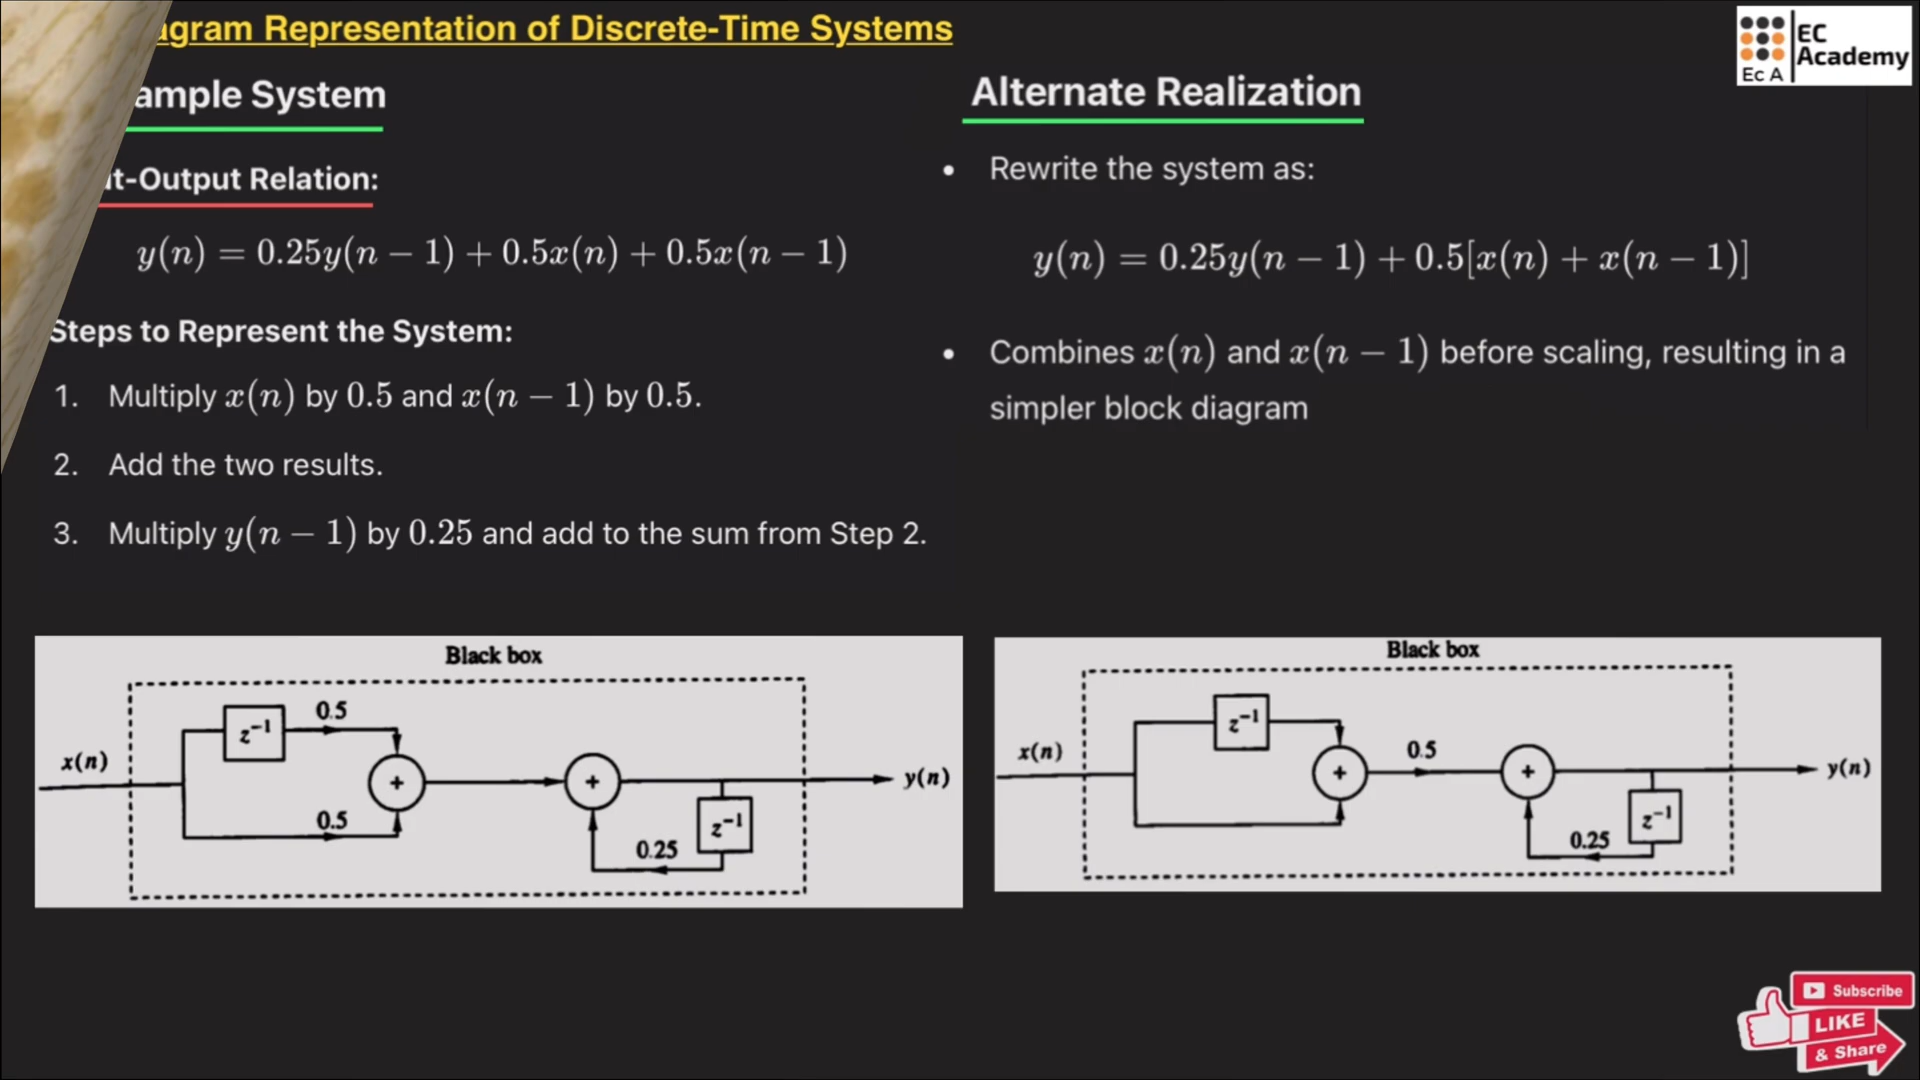 agram Representation of Discrete-Time Systems
EC
Academy
Ec A
ample System
t-Output Relation:
y(n) = 0.25y(n − 1) + 0.5x(n) + 0.5x(n − 1)
Steps to Represent the System:
1. Multiply x(n) by 0.5 and x(n − 1) by 0.5.
2. Add the two results.
3. Multiply y(n − 1) by 0.25 and add to the sum from Step 2.
Alternate Realization
• Rewrite the system as:
y(n) = 0.25y(n − 1) + 0.5[x(n) + x(n − 1)]
• Combines x(n) and x(n − 1) before scaling, resulting in a
simpler block diagram
Black box
z⁻¹
0.5
x(n)
+
+
y(n)
0.5
z⁻¹
0.25
Black box
z⁻¹
x(n)
+
0.5
+
y(n)
z⁻¹
0.25
Subscribe
LIKE
& Share